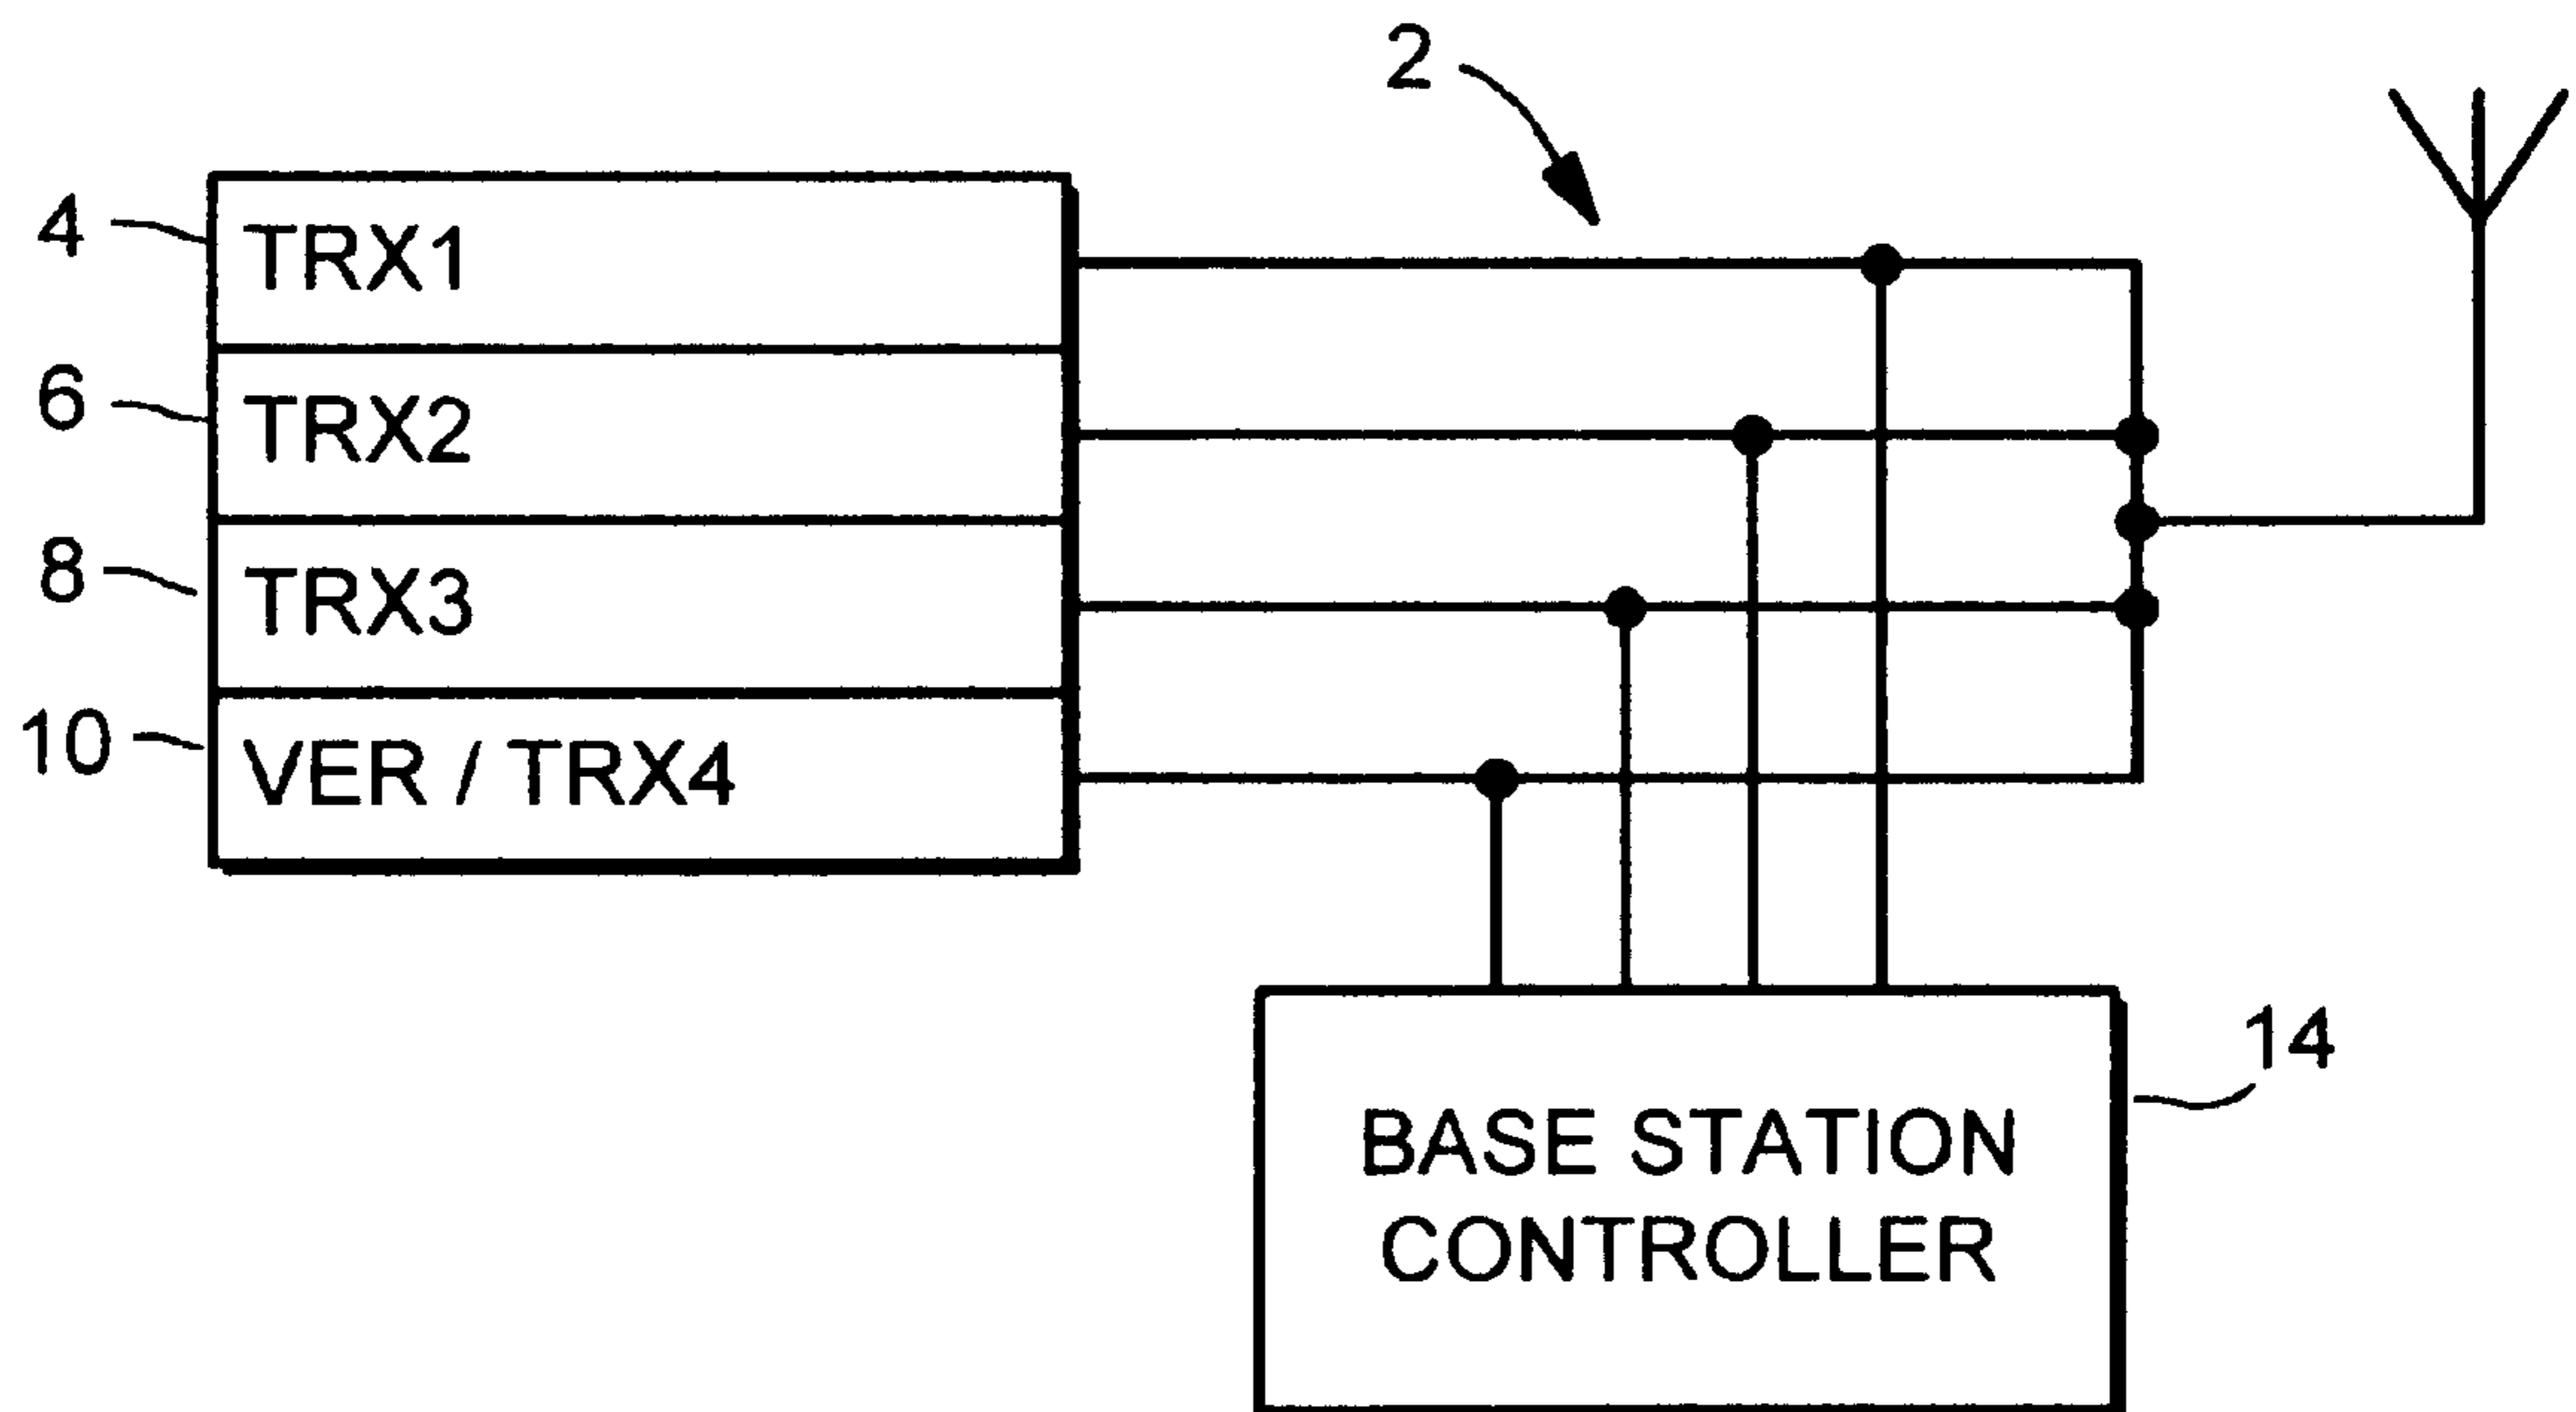 2
4 TRX1
6 TRX2
8 TRX3
10 VER / TRX4
14
BASE STATION
CONTROLLER